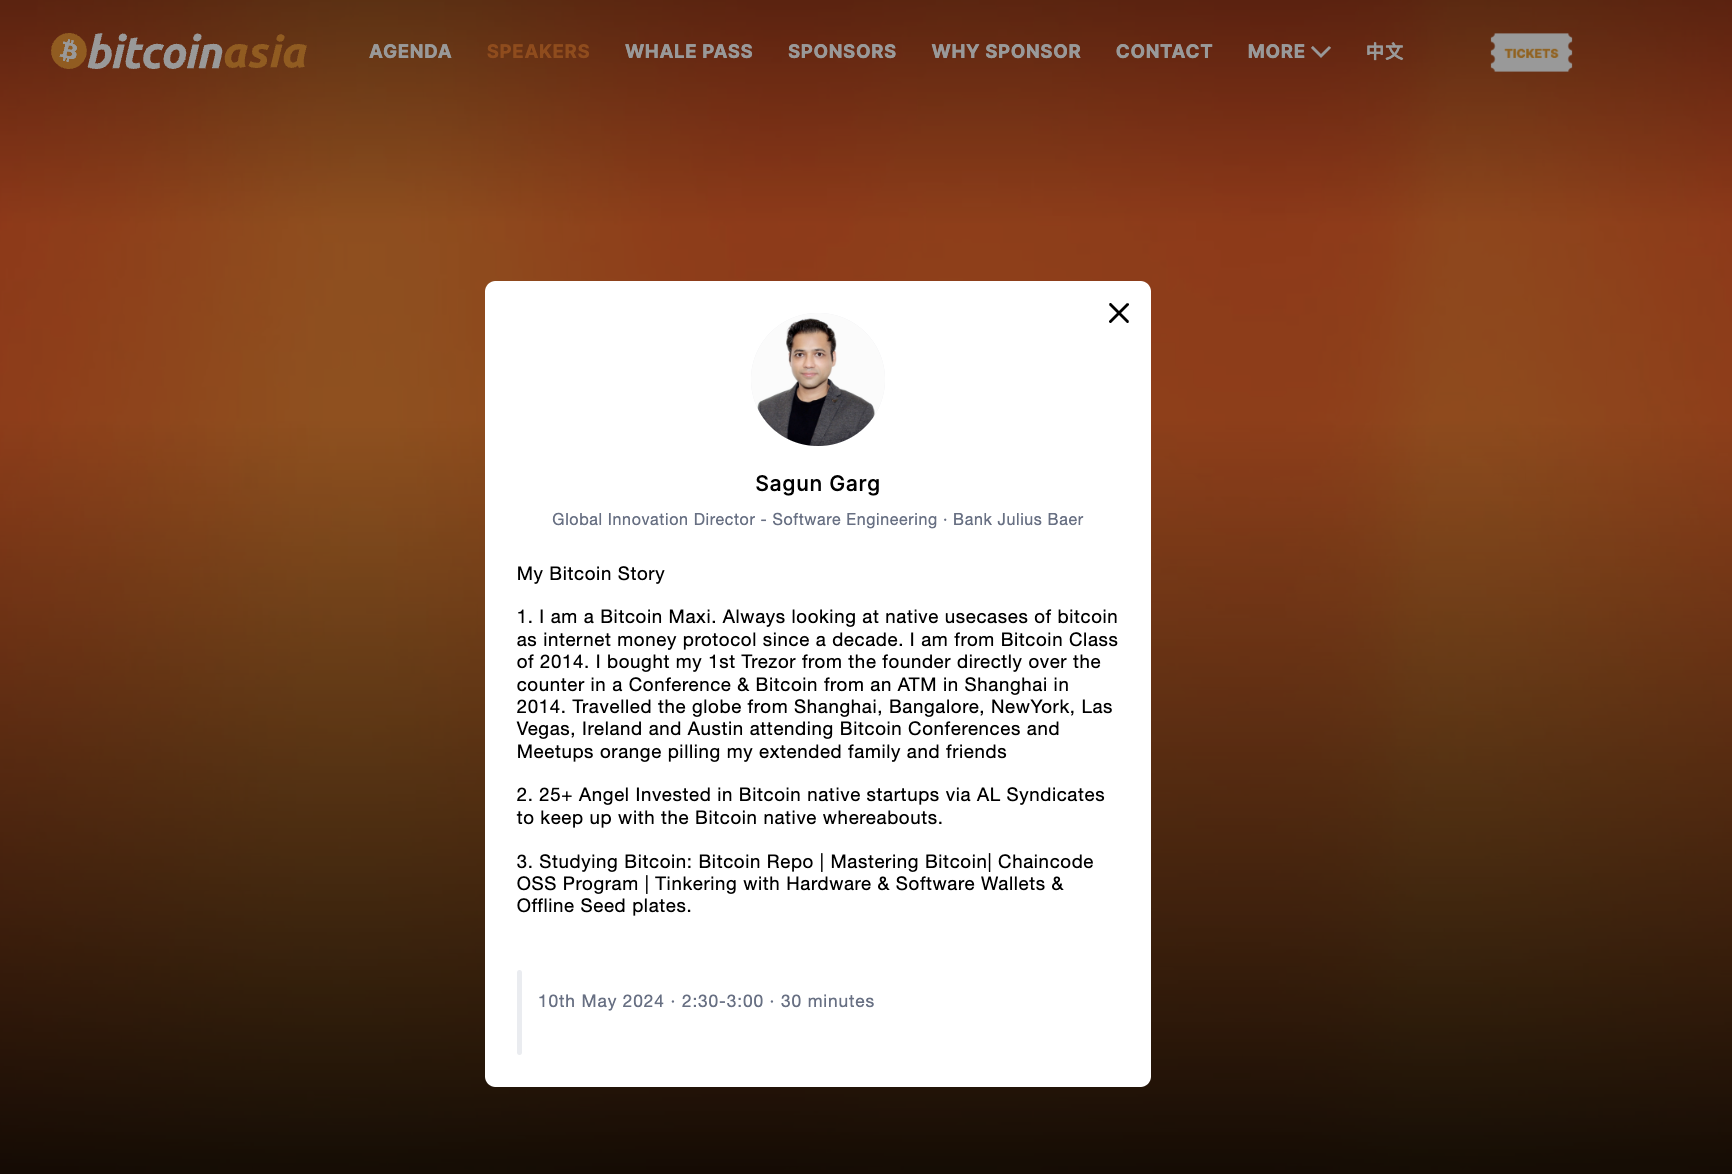 bitcoinasia
AGENDA
SPEAKERS
WHALE PASS
SPONSORS
WHY SPONSOR
CONTACT
MORE
中文
TICKETS
Sagun Garg
Global Innovation Director - Software Engineering · Bank Julius Baer
My Bitcoin Story
1. I am a Bitcoin Maxi. Always looking at native usecases of bitcoin
as internet money protocol since a decade. I am from Bitcoin Class
of 2014. I bought my 1st Trezor from the founder directly over the
counter in a Conference & Bitcoin from an ATM in Shanghai in
2014. Travelled the globe from Shanghai, Bangalore, NewYork, Las
Vegas, Ireland and Austin attending Bitcoin Conferences and
Meetups orange pilling my extended family and friends
2. 25+ Angel Invested in Bitcoin native startups via AL Syndicates
to keep up with the Bitcoin native whereabouts.
3. Studying Bitcoin: Bitcoin Repo | Mastering Bitcoin| Chaincode
OSS Program | Tinkering with Hardware & Software Wallets &
Offline Seed plates.
10th May 2024 · 2:30-3:00 · 30 minutes